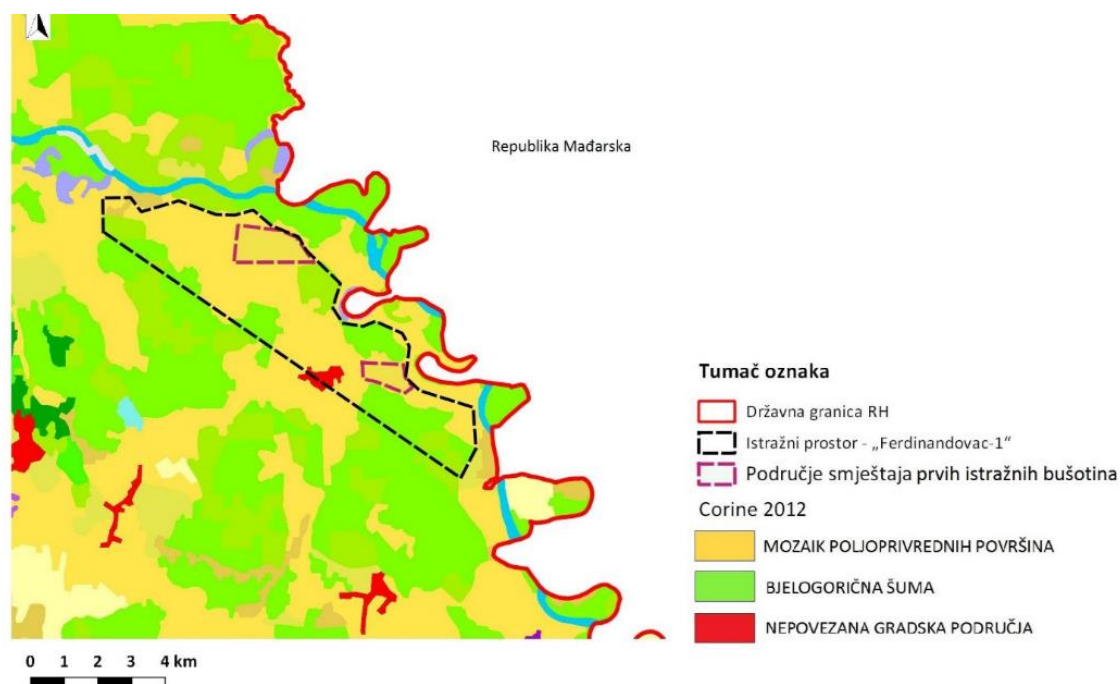 Republika Mađarska
Tumač oznaka
Državna granica RH
Istražni prostor - „Ferdinandovac-1“
Područje smještaja prvih istražnih bušotina
Corine 2012
MOZAIK POLJOPRIVREDNIH POVRŠINA
BJELOGORIČNA ŠUMA
NEPOVEZANA GRADSKA PODRUČJA
0 1 2 3 4 km